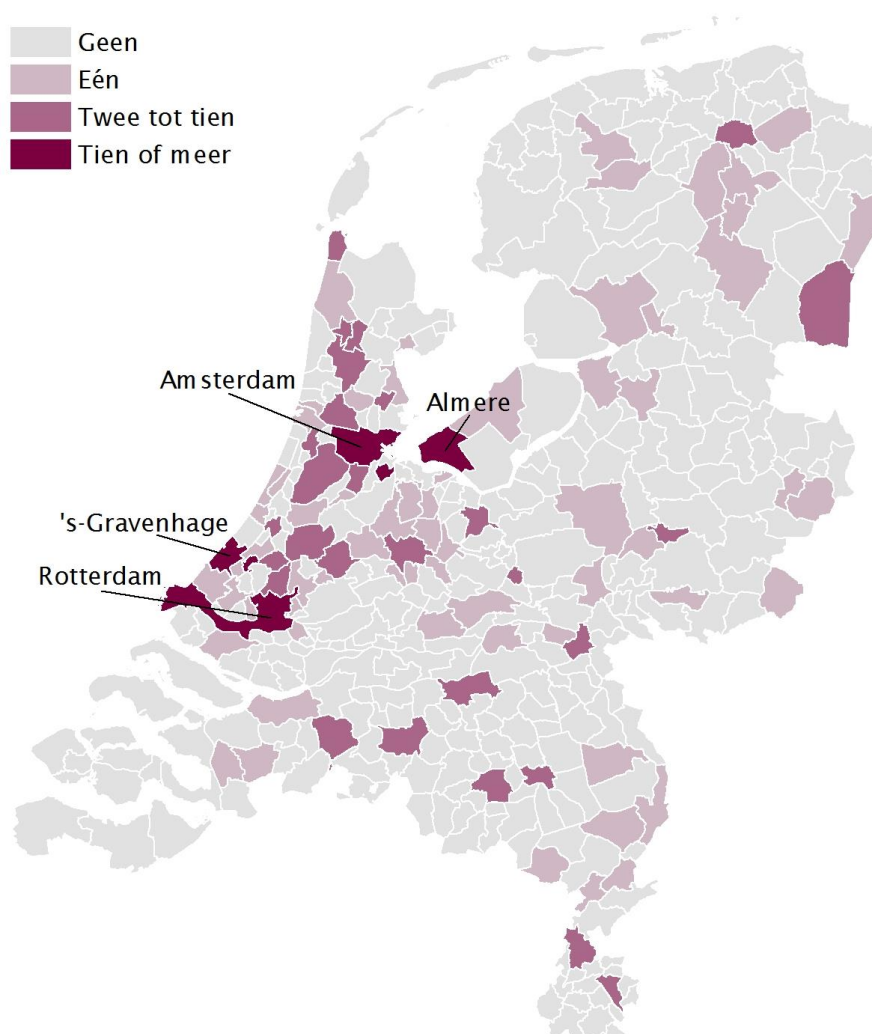 Geen
Eén
Twee tot tien
Tien of meer
Amsterdam
Almere
's-Gravenhage
Rotterdam